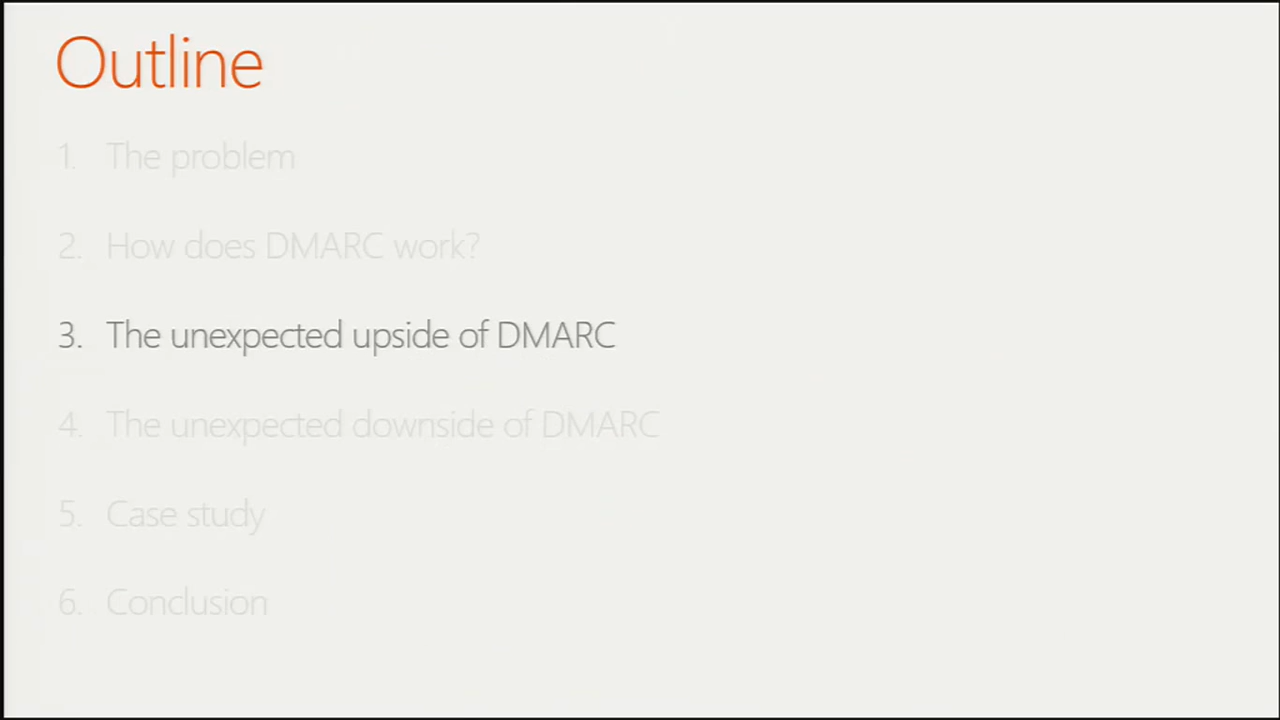 Outline
1. The problem
2. How does DMARC work?
3. The unexpected upside of DMARC
4. The unexpected downside of DMARC
5. Case study
6. Conclusion